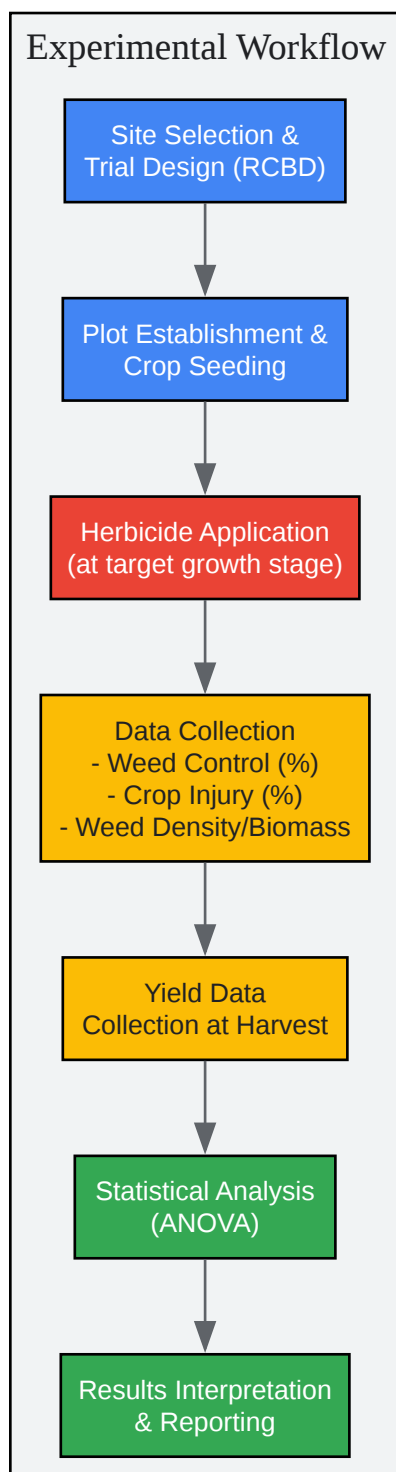 Experimental Workflow
Site Selection &
Trial Design (RCBD)
Plot Establishment &
Crop Seeding
Herbicide Application
(at target growth stage)
Data Collection
- Weed Control (%)
- Crop Injury (%)
- Weed Density/Biomass
Yield Data
Collection at Harvest
Statistical Analysis
(ANOVA)
Results Interpretation
& Reporting